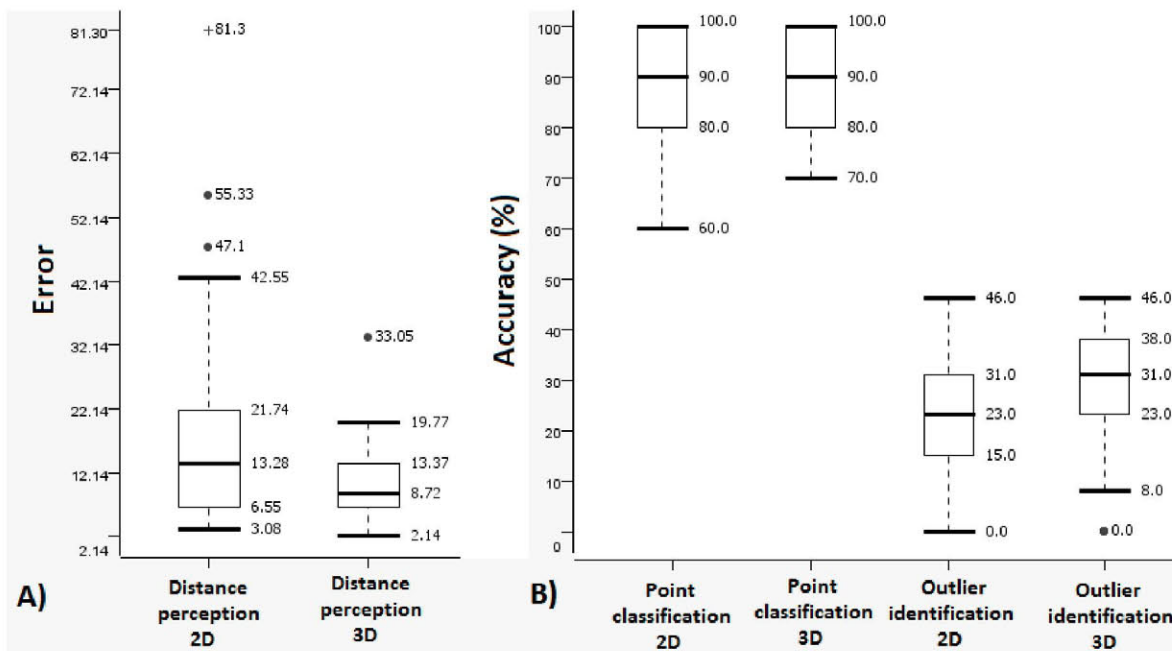 Error
81.30
72.14
62.14
52.14
42.14
32.14
22.14
12.14
2.14
81.3
55.33
47.1
42.55
21.74
13.28
6.55
3.08
33.05
19.77
13.37
8.72
2.14
A)
Distance
perception
2D
Distance
perception
3D
Accuracy (%)
100
90
80
70
60
50
40
30
20
10
0
100.0
90.0
80.0
60.0
100.0
90.0
80.0
70.0
46.0
31.0
23.0
15.0
0.0
46.0
38.0
31.0
23.0
8.0
0.0
B)
Point
classification
2D
Point
classification
3D
Outlier
identification
2D
Outlier
identification
3D